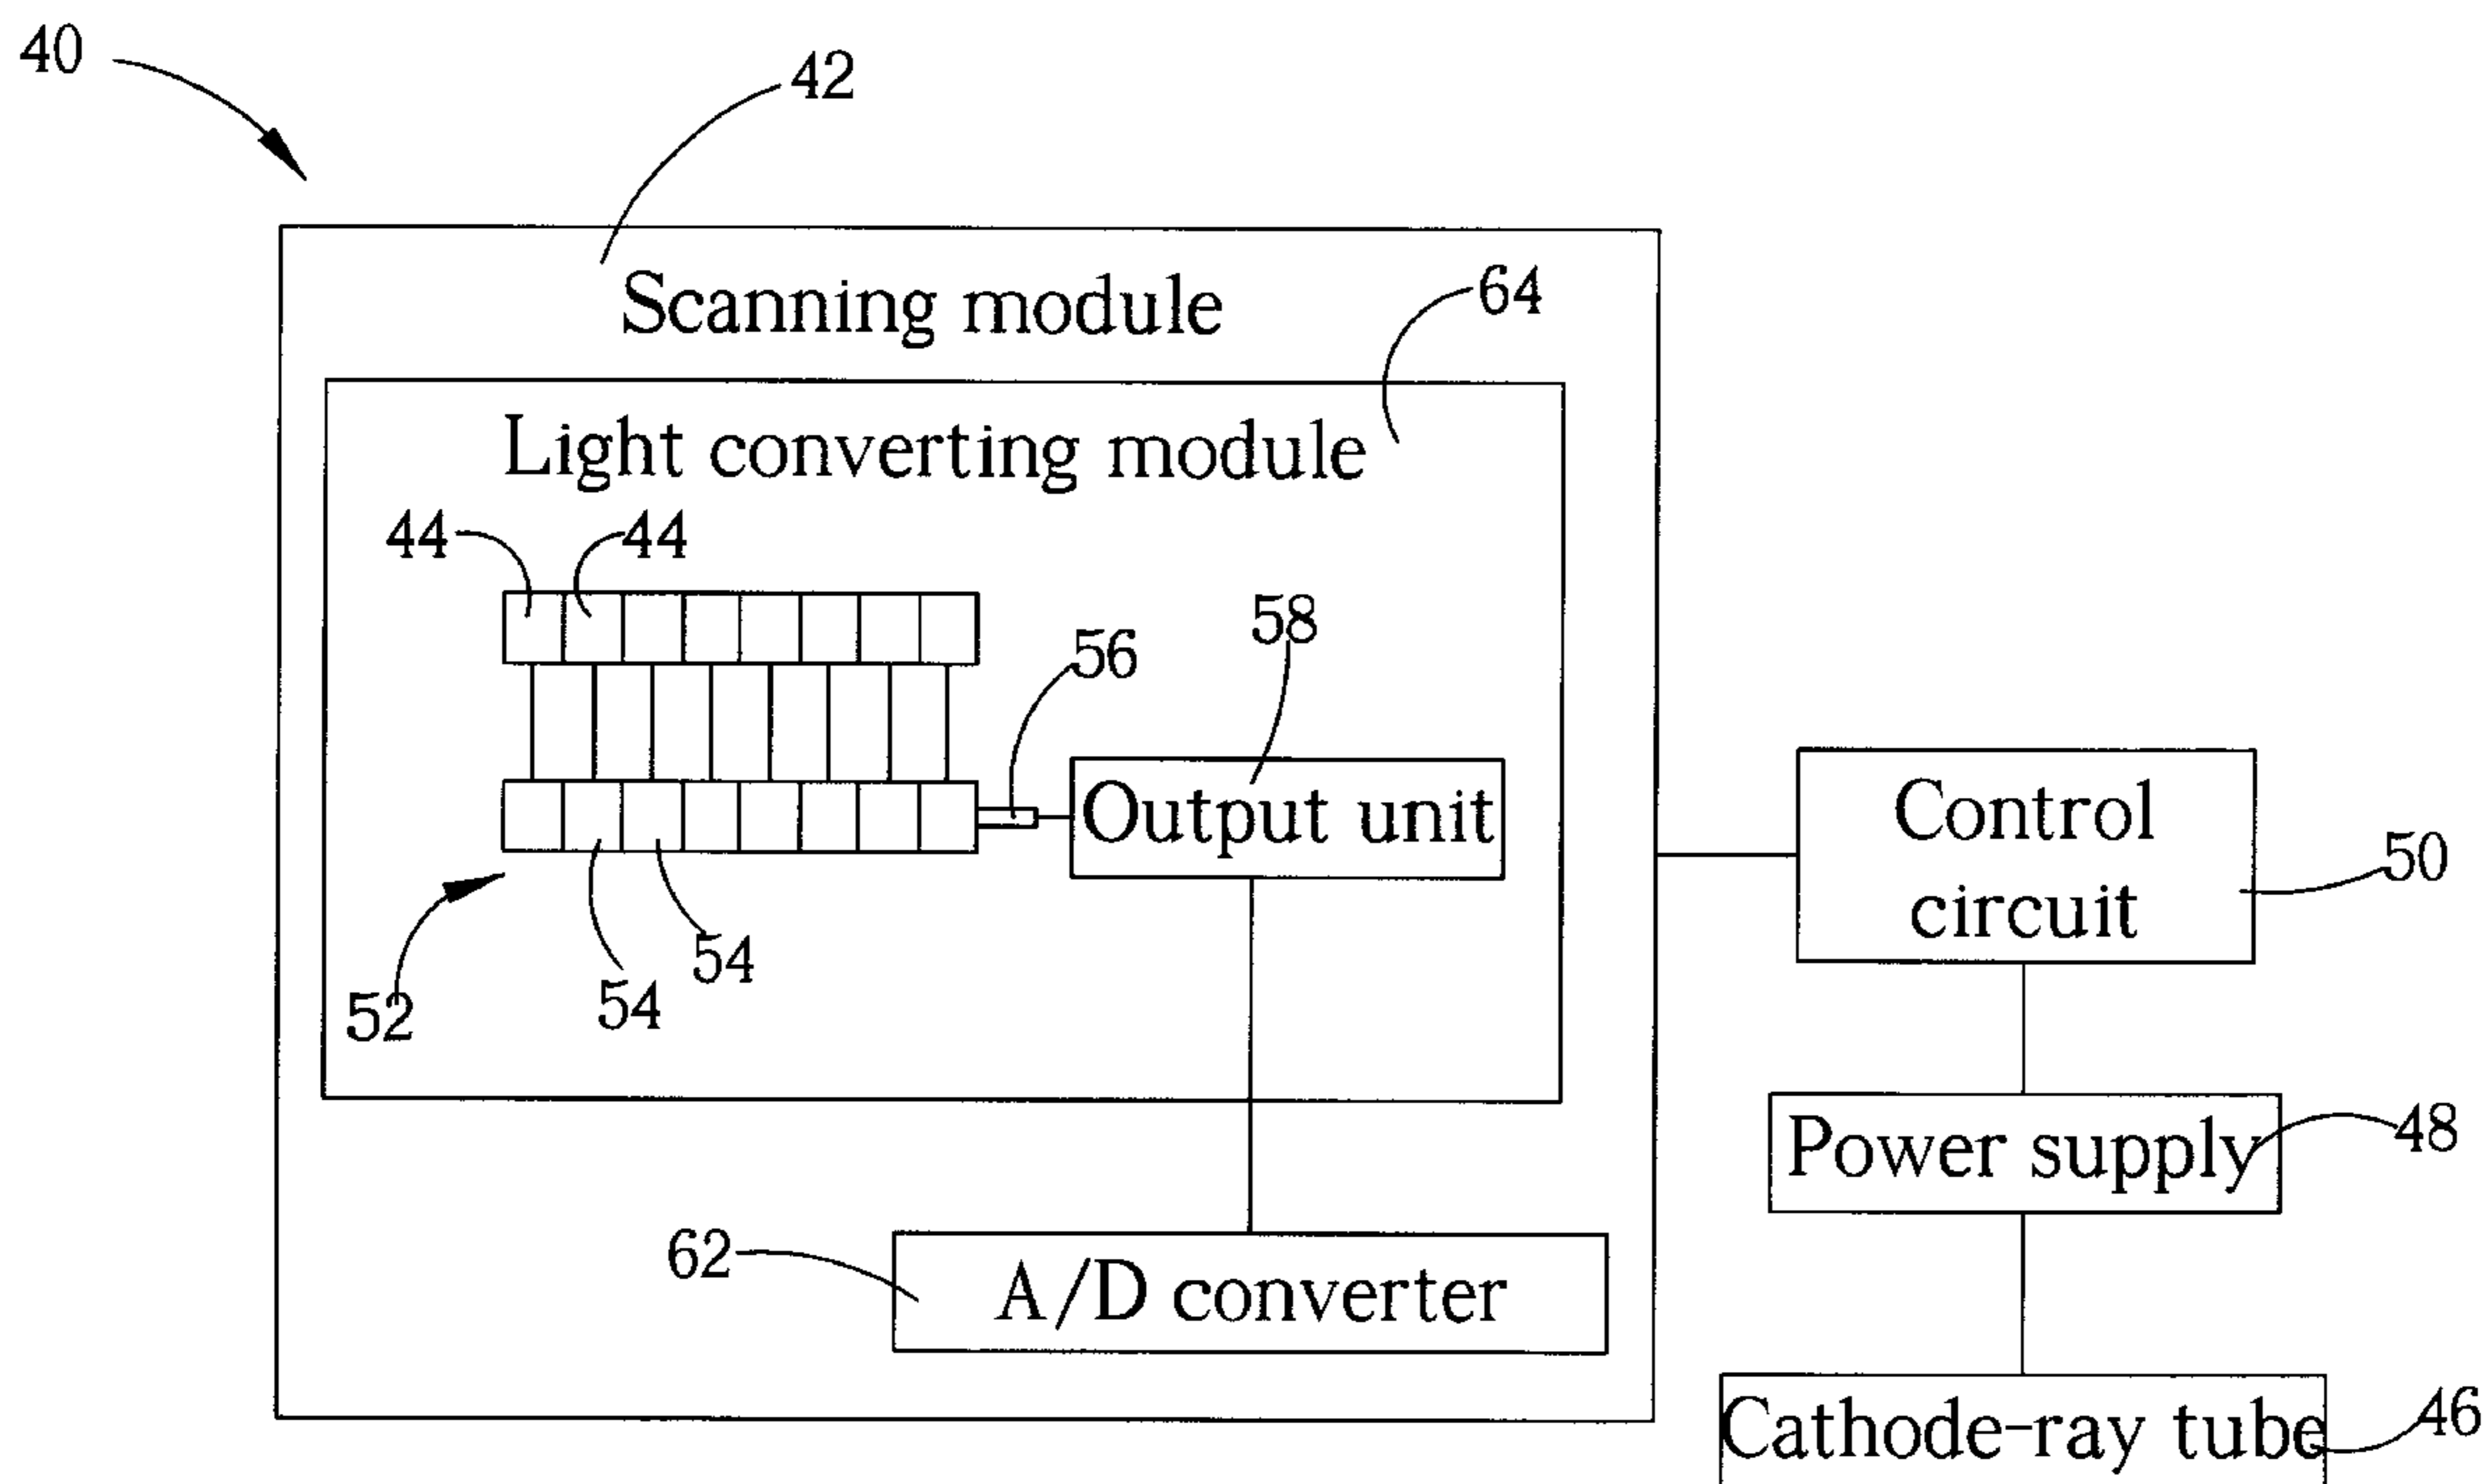 40
42
Scanning module
64
Light converting module
44
44
58
56
Output unit
Control
circuit
50
54
54
52
Power supply
48
62
A/D converter
Cathode-ray tube
46